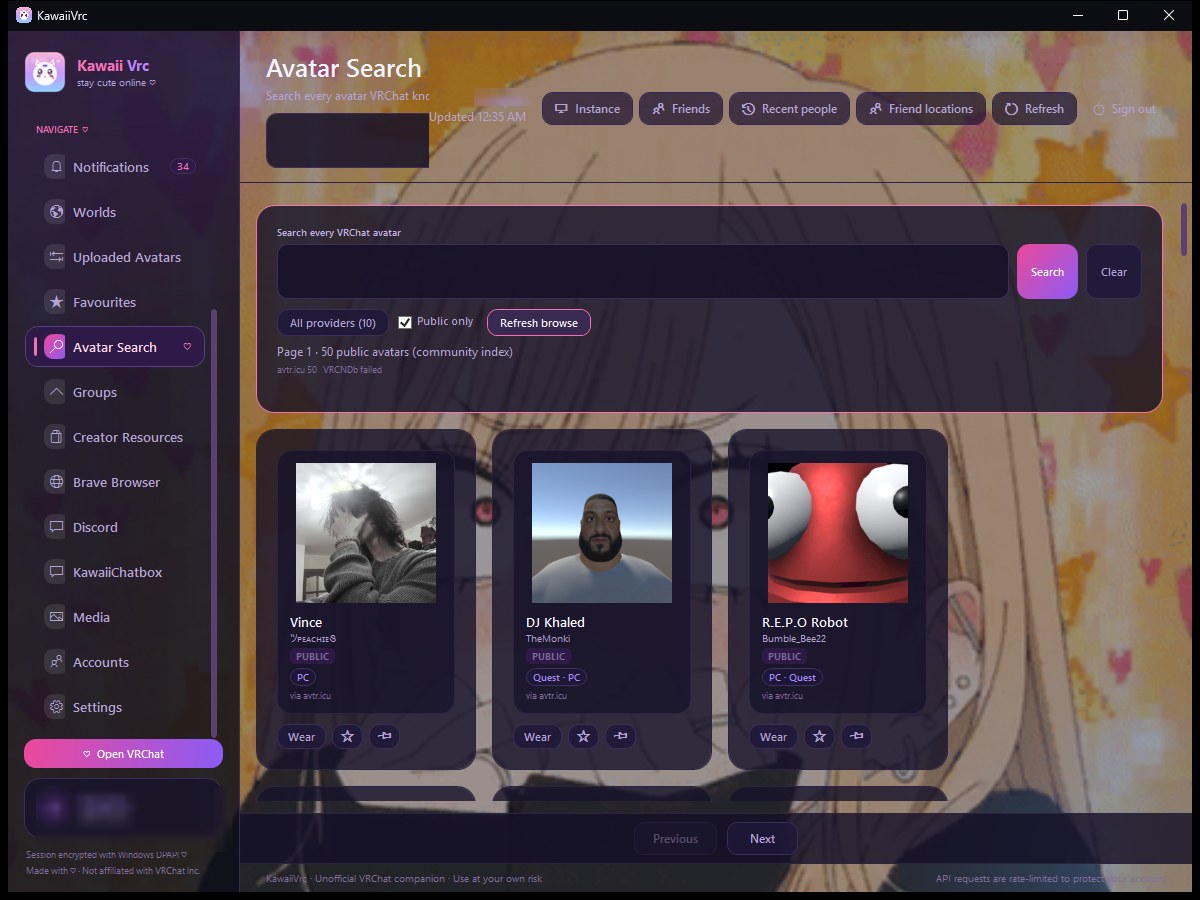 KawaiiVrc
Kawaii Vrc
stay cute online ♡
NAVIGATE ♡
Notifications 34
Worlds
Uploaded Avatars
Favourites
Avatar Search ♡
Groups
Creator Resources
Brave Browser
Discord
KawaiiChatbox
Media
Accounts
Settings
♡ Open VRChat
Session encrypted with Windows DPAPI ♡
Made with ♡ · Not affiliated with VRChat Inc.
Avatar Search
Search every avatar VRChat knc
Updated 12:35 AM
Instance
Friends
Recent people
Friend locations
Refresh
Sign out
Search every VRChat avatar
Search
Clear
All providers (10)
Public only
Refresh browse
Page 1 · 50 public avatars (community index)
avtr.icu 50 · VRCNDb failed
Vince
PEACHIE
PUBLIC
PC
via avtr.icu
Wear
DJ Khaled
TheMonki
PUBLIC
Quest · PC
via avtr.icu
Wear
R.E.P.O Robot
Bumble_Bee22
PUBLIC
PC · Quest
via avtr.icu
Wear
Previous
Next
KawaiiVrc · Unofficial VRChat companion · Use at your own risk
API requests are rate-limited to protect your account